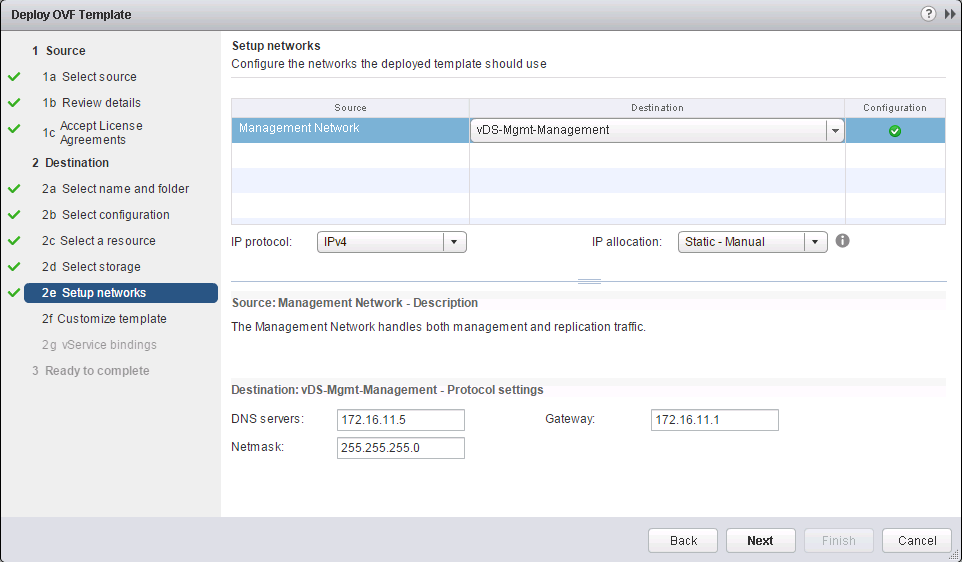 Deploy OVF Template
?
1 Source
1a Select source
1b Review details
1c Accept License
Agreements
2 Destination
2a Select name and folder
2b Select configuration
2c Select a resource
2d Select storage
2e Setup networks
2f Customize template
2g vService bindings
3 Ready to complete
Setup networks
Configure the networks the deployed template should use
Source Destination Configuration
Management Network vDS-Mgmt-Management
IP protocol: IPv4 IP allocation: Static - Manual
Source: Management Network - Description
The Management Network handles both management and replication traffic.
Destination: vDS-Mgmt-Management - Protocol settings
DNS servers: 172.16.11.5 Gateway: 172.16.11.1
Netmask: 255.255.255.0
Back Next Finish Cancel